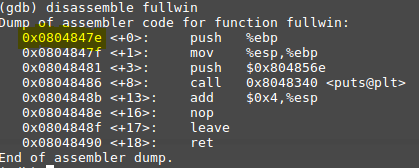 (gdb) disassemble fullwin
Dump of assembler code for function fullwin:
0x0804847e <+0>: push %ebp
0x0804847f <+1>: mov %esp,%ebp
0x08048481 <+3>: push $0x804856e
0x08048486 <+8>: call 0x8048340 <puts@plt>
0x0804848b <+13>: add $0x4,%esp
0x0804848e <+16>: nop
0x0804848f <+17>: leave
0x08048490 <+18>: ret
End of assembler dump.